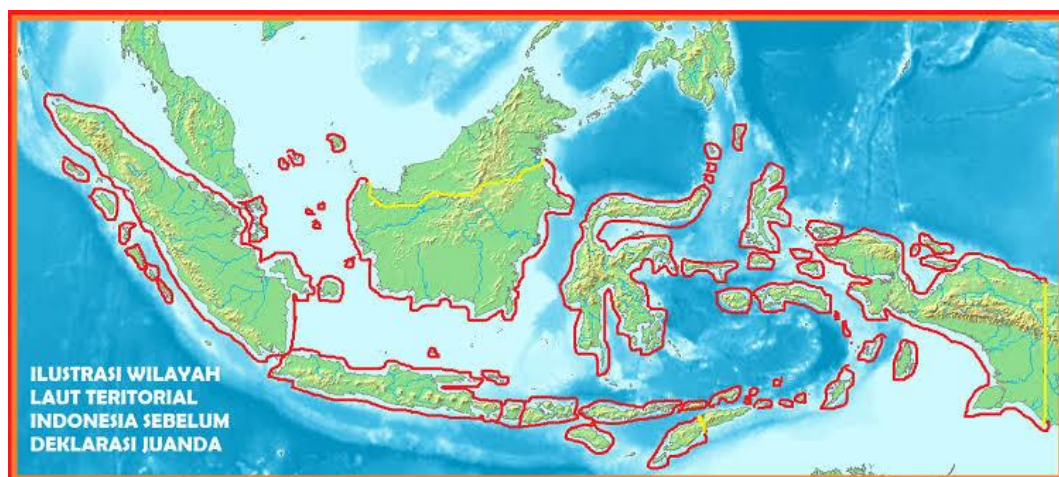 ILUSTRASI WILAYAH
LAUT TERITORIAL
INDONESIA SEBELUM
DEKLARASI JUANDA